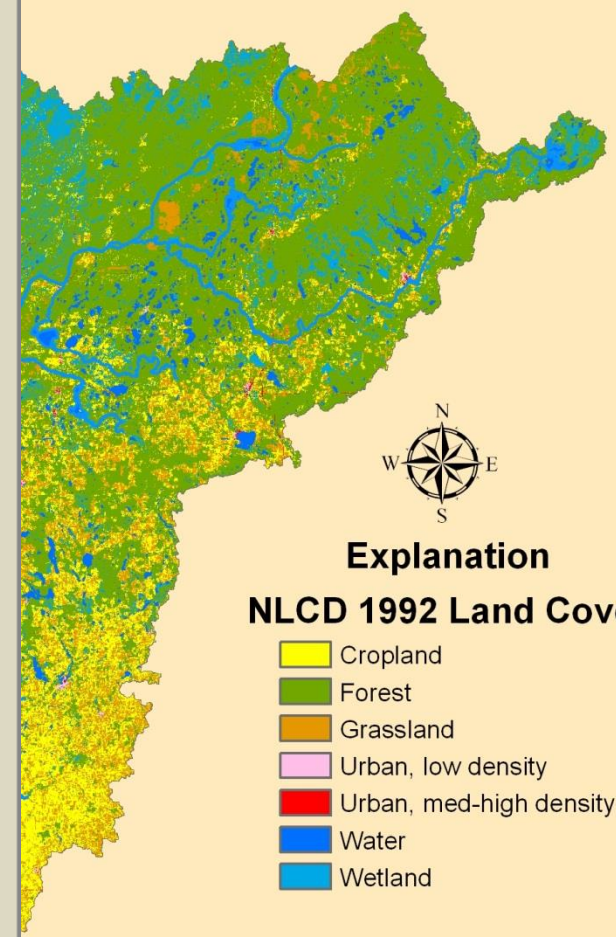 N
W E
S
Explanation
NLCD 1992 Land Cove
Cropland
Forest
Grassland
Urban, low density
Urban, med-high density
Water
Wetland